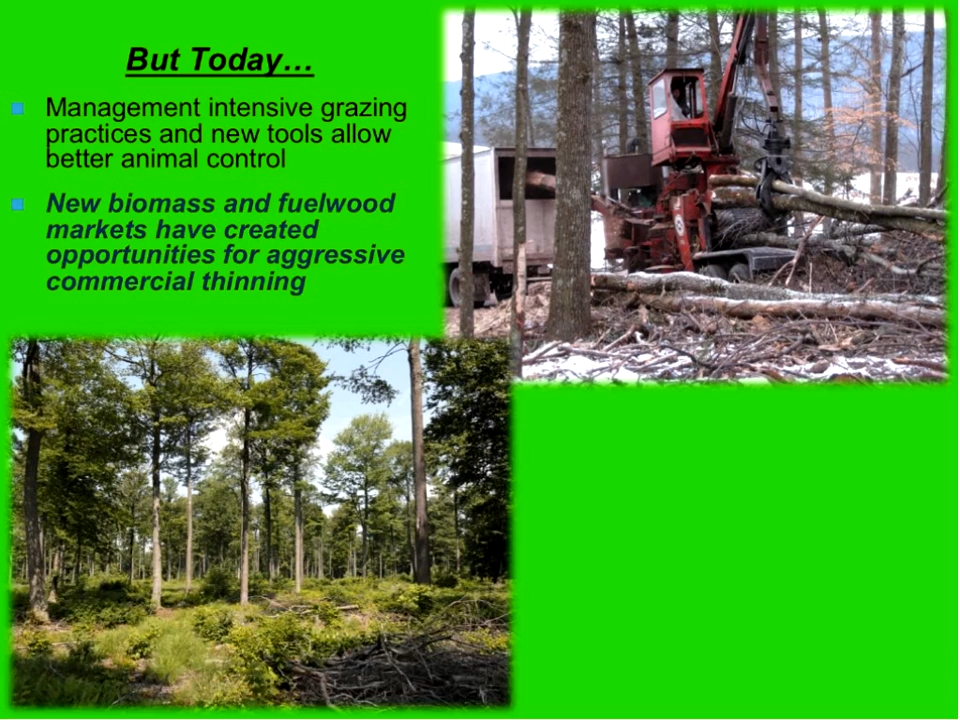 But Today…
Management intensive grazing
practices and new tools allow
better animal control
New biomass and fuelwood
markets have created
opportunities for aggressive
commercial thinning